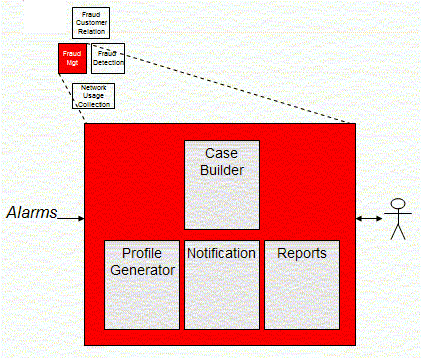 Fraud
Customer
Relation
Fraud
Mgt
Fraud
Detection
Network
Usage
Collection
Case
Builder
Alarms
Profile
Generator
Notification
Reports